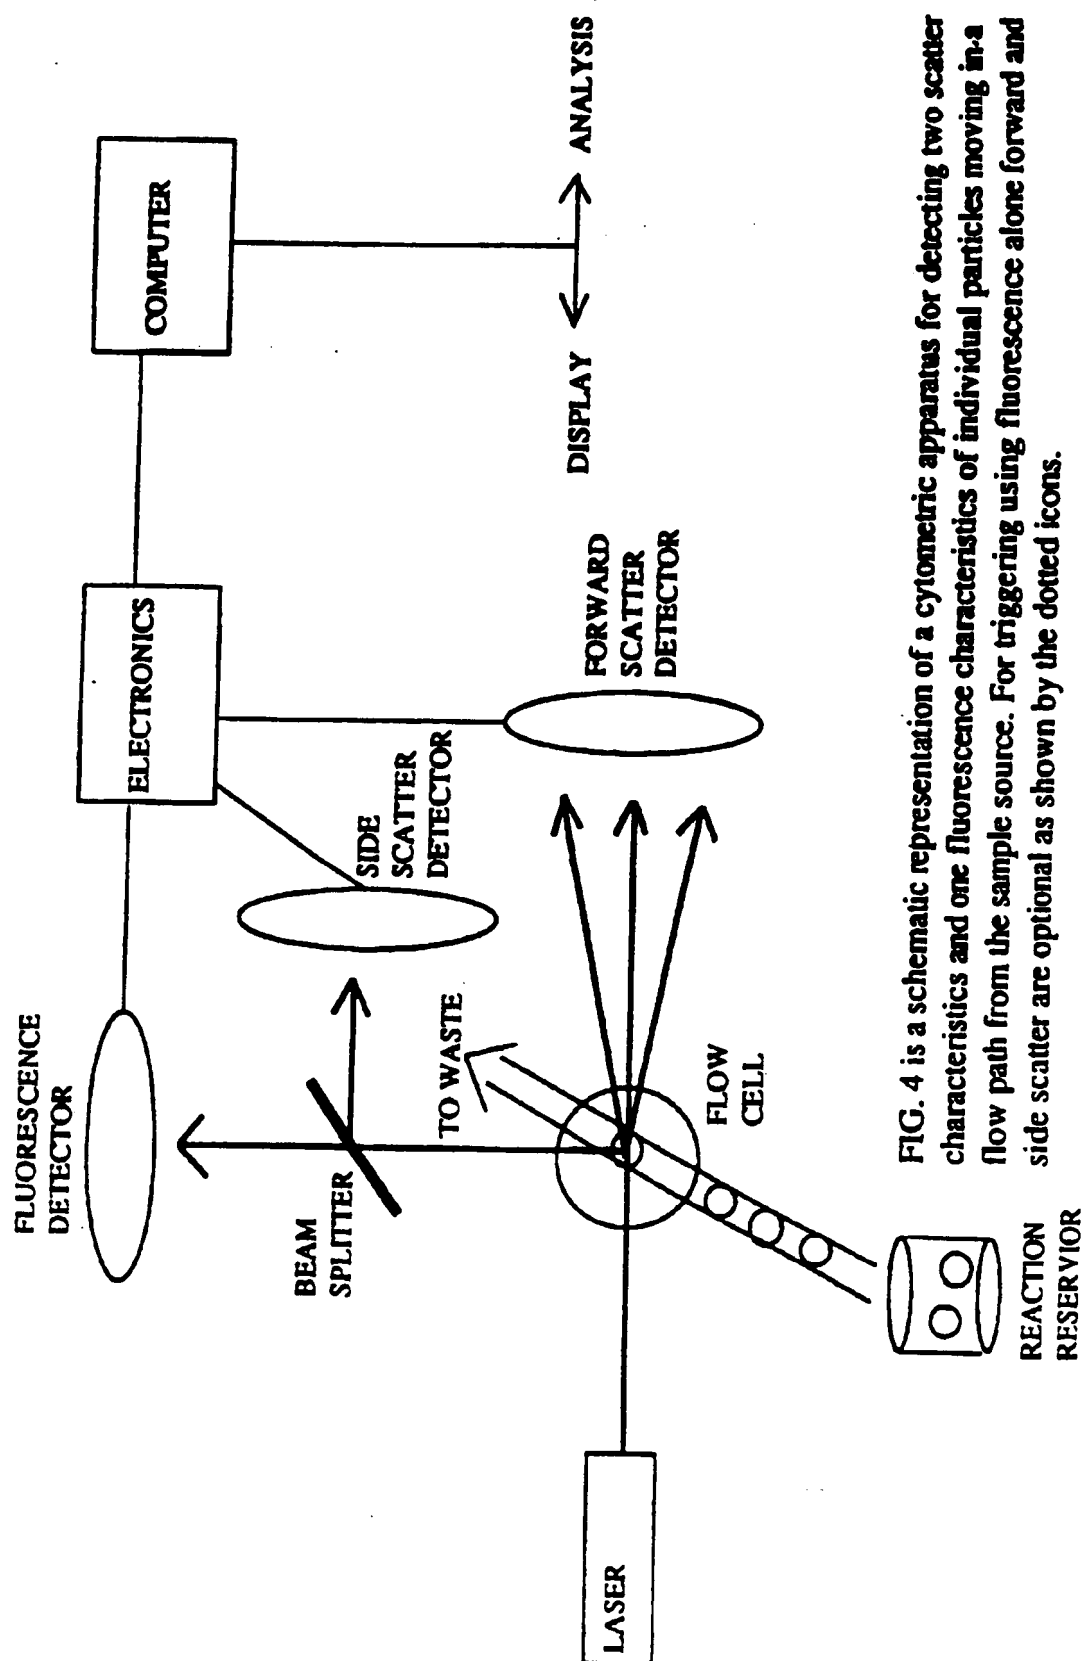 FLUORESCENCE
DETECTOR
ELECTRONICS
COMPUTER
BEAM
SPLITTER
SIDE
SCATTER
DETECTOR
TO WASTE
DISPLAY
ANALYSIS
FORWARD
SCATTER
DETECTOR
LASER
FLOW
CELL
REACTION
RESERVIOR
FIG. 4 is a schematic representation of a cytometric apparatus for detecting two scatter
characteristics and one fluorescence characteristics of individual particles moving in a
flow path from the sample source. For triggering using fluorescence alone forward and
side scatter are optional as shown by the dotted icons.